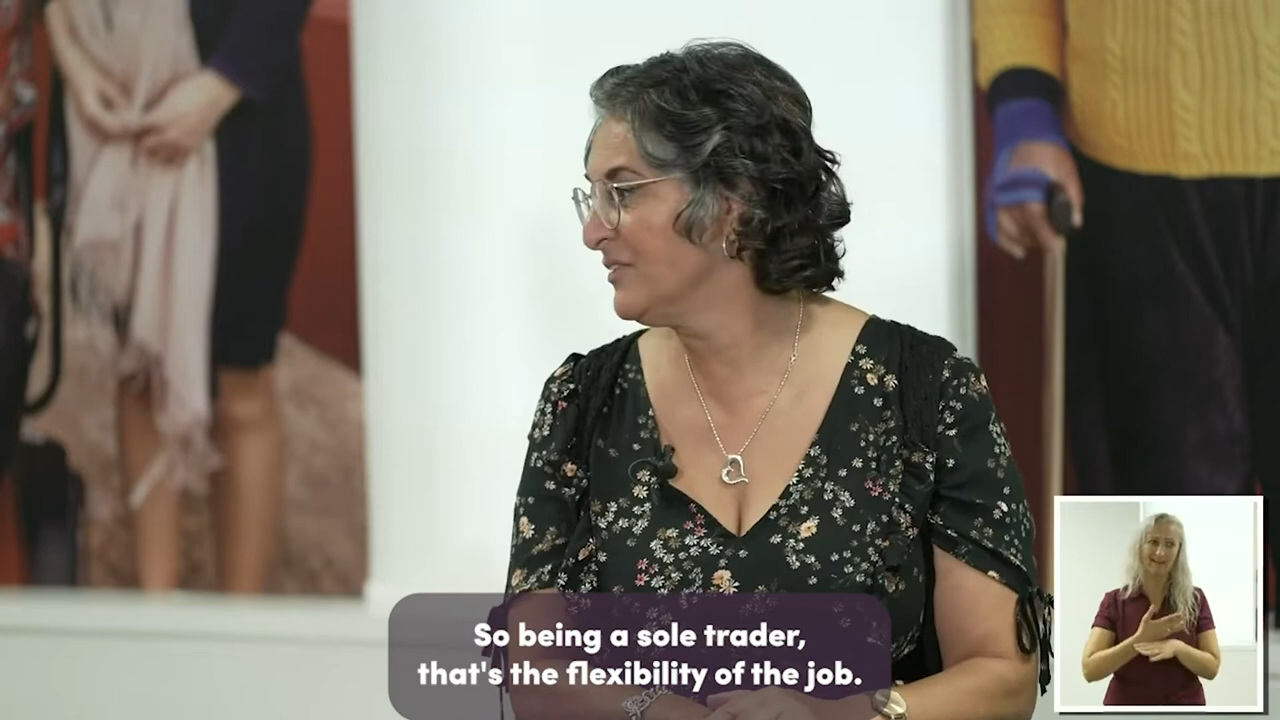 So being a sole trader,
that's the flexibility of the job.